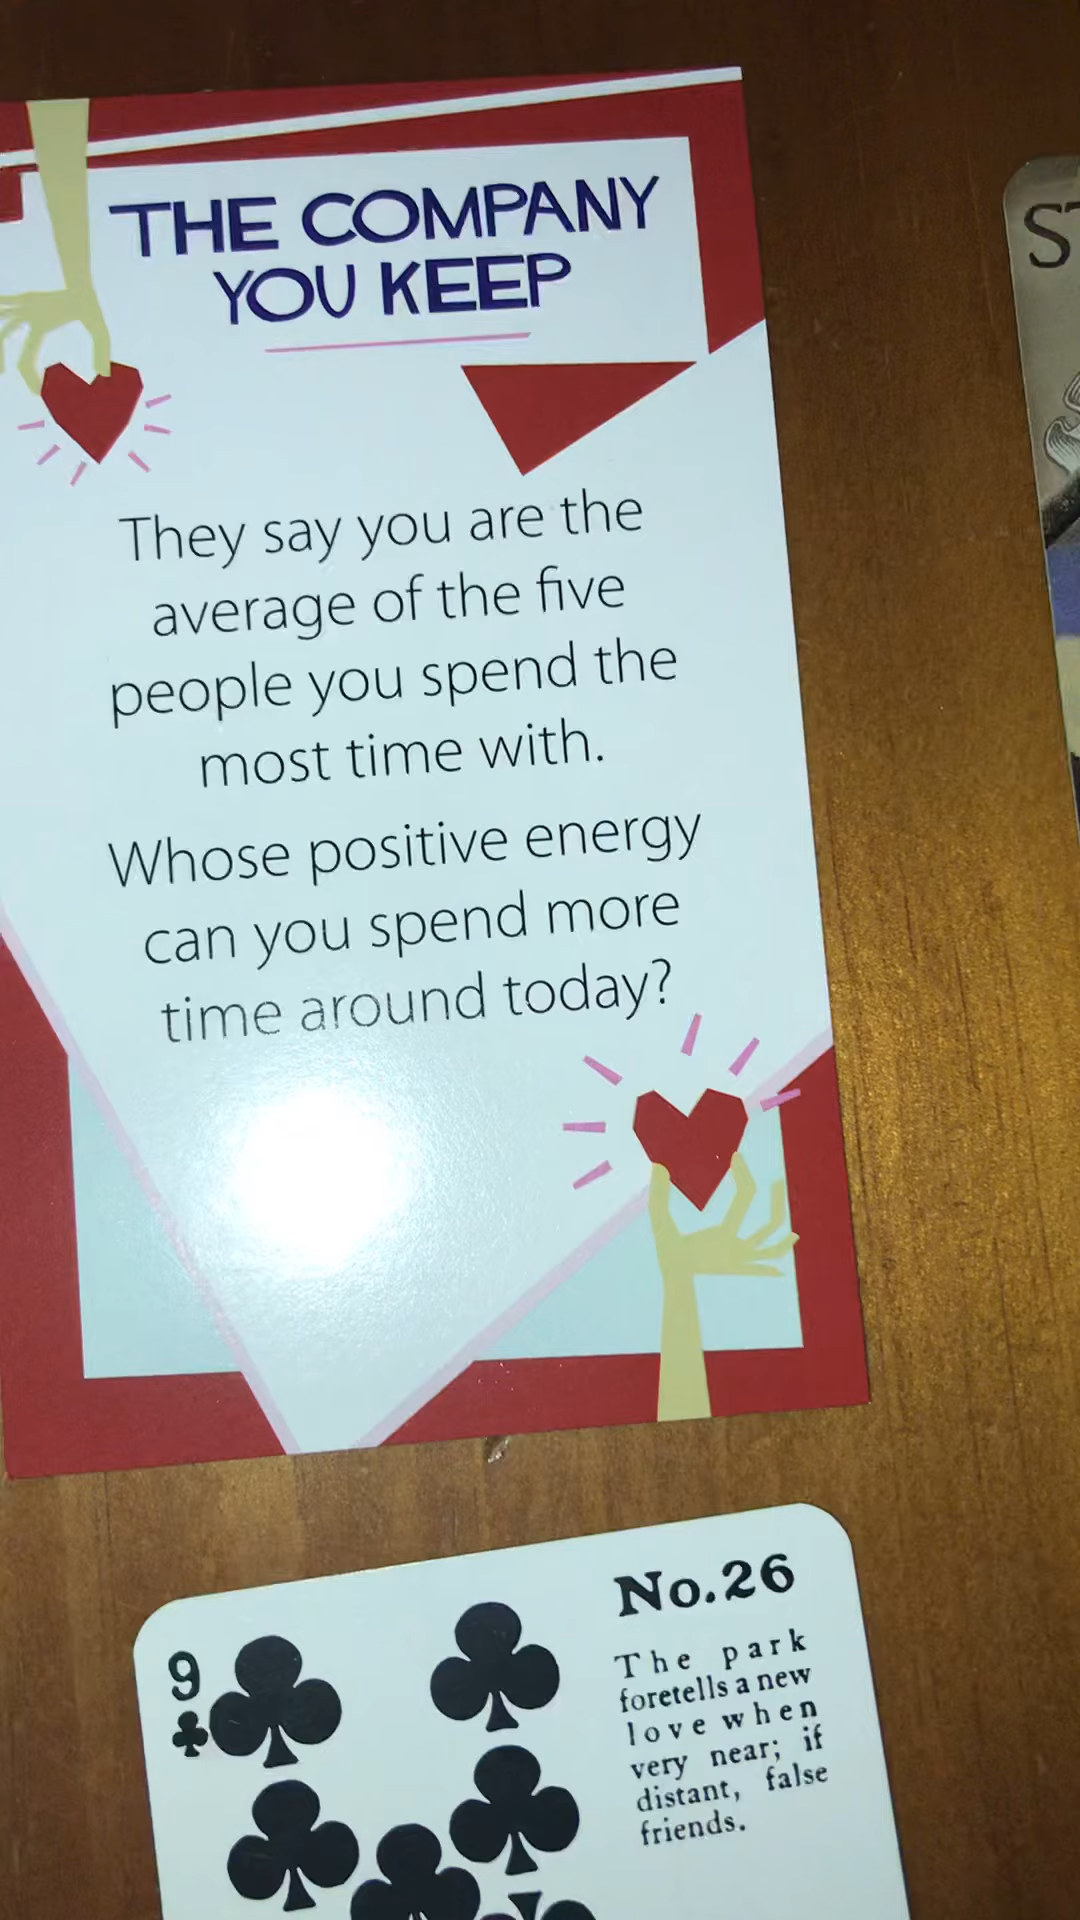 THE COMPANY
YOU KEEP
They say you are the
average of the five
people you spend the
most time with.
Whose positive energy
can you spend more
time around today?
9
No.26
The park
foretells a new
love when
very near; if
distant, false
friends.